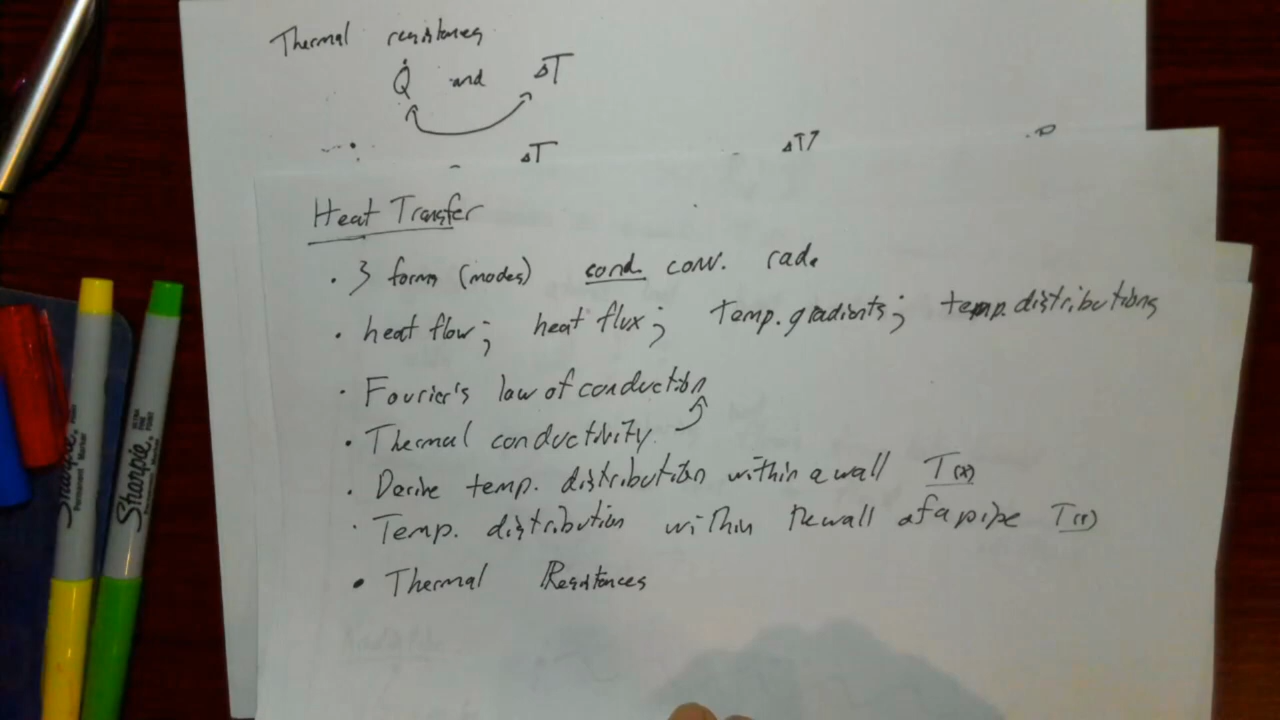 Thermal resistances
Q̇ and ΔT
ΔT ΔT
Heat Transfer
· 3 forms (modes) cond. conv. rad.
· heat flow; heat flux; Temp. gradients; temp. distributions
· Fourier's law of conduction
· Thermal conductivity
· Derive temp. distribution within a wall T(x)
· Temp. distribution within the wall of a pipe T(r)
· Thermal Resistances
Sharpie.
Permanent Marker
Sharpie.